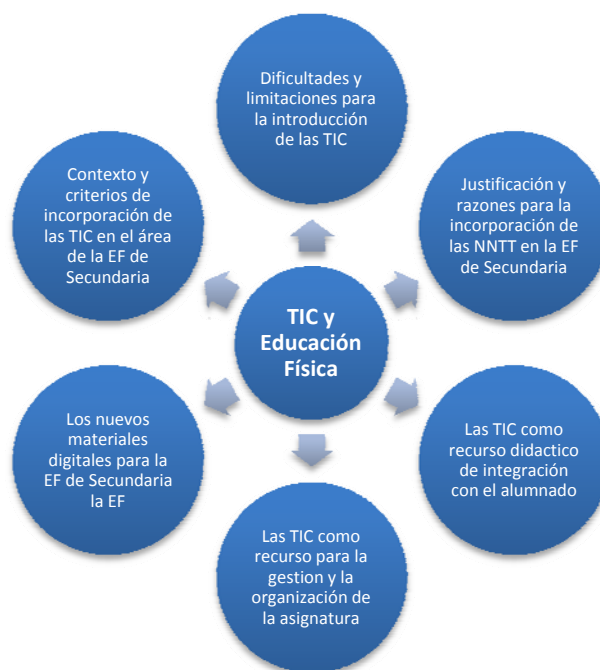 Dificultades y
limitaciones para
la introducción
de las TIC
Contexto y
criterios de
incorporación de
las TIC en el área
de la EF de
Secundaria
Justificación y
razones para la
incorporación de
las NNTT en la EF
de Secundaria
TIC y
Educación
Física
Los nuevos
materiales
digitales para la
EF de Secundaria
la EF
Las TIC como
recurso didactico
de integración
con el alumnado
Las TIC como
recurso para la
gestion y la
organización de
la asignatura